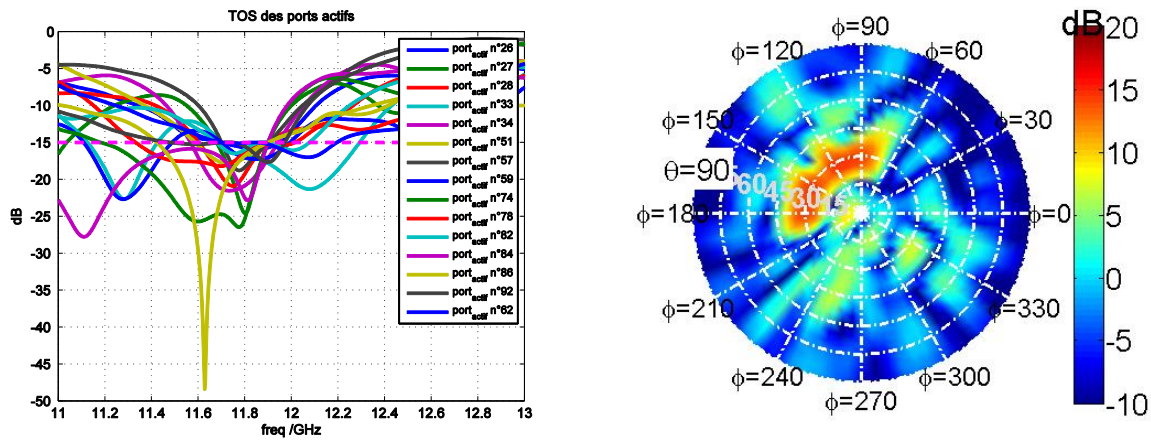 TOS des ports actifs
0
-5
-10
-15
-20
-25
-30
-35
-40
-45
-50
dB
11
11.2
11.4
11.6
11.8
12
12.2
12.4
12.6
12.8
13
freq /GHz
port actif n°26
port actif n°27
port actif n°28
port actif n°33
port actif n°34
port actif n°51
port actif n°57
port actif n°59
port actif n°74
port actif n°78
port actif n°82
port actif n°84
port actif n°86
port actif n°92
port actif n°62
ϕ=90
ϕ=120
ϕ=60
ϕ=150
ϕ=30
θ=90
60
45
30
15
ϕ=180
ϕ=0
ϕ=210
ϕ=330
ϕ=240
ϕ=300
ϕ=270
dB
20
15
10
5
0
-5
-10